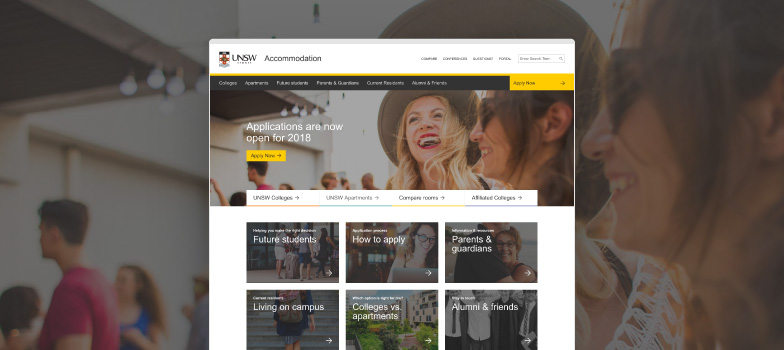 UNSW
SYDNEY
Accommodation
COMPARE CONFERENCES GUEST STAY PORTAL
Enter Search Term
Colleges Apartments Future students Parents & Guardians Current Residents Alumni & Friends Apply Now →
Applications are now
open for 2018
Apply Now →
UNSW Colleges → UNSW Apartments → Compare rooms → Affiliated Colleges →
Helping you make the right decision
Future students
Application process
How to apply
Information & resources
Parents &
guardians
Current residents
Living on campus
Which option is right for me?
Colleges vs.
apartments
Stay in touch
Alumni & friends